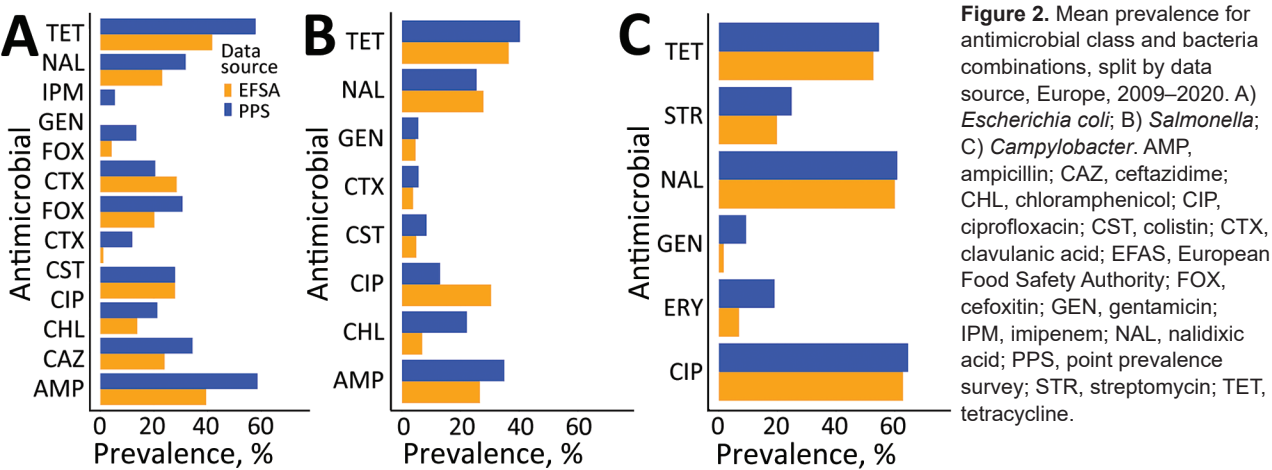 A
Antimicrobial
TET
NAL
IPM
GEN
FOX
CTX
FOX
CTX
CST
CIP
CHL
CAZ
AMP
Data
source
EFSA
PPS
0 20 40 60
Prevalence, %
B
Antimicrobial
TET
NAL
GEN
CTX
CST
CIP
CHL
AMP
0 20 40 60
Prevalence, %
C
Antimicrobial
TET
STR
NAL
GEN
ERY
CIP
0 20 40 60
Prevalence, %
Figure 2. Mean prevalence for
antimicrobial class and bacteria
combinations, split by data
source, Europe, 2009–2020. A)
Escherichia coli; B) Salmonella;
C) Campylobacter. AMP,
ampicillin; CAZ, ceftazidime;
CHL, chloramphenicol; CIP,
ciprofloxacin; CST, colistin; CTX,
clavulanic acid; EFAS, European
Food Safety Authority; FOX,
cefoxitin; GEN, gentamicin;
IPM, imipenem; NAL, nalidixic
acid; PPS, point prevalence
survey; STR, streptomycin; TET,
tetracycline.